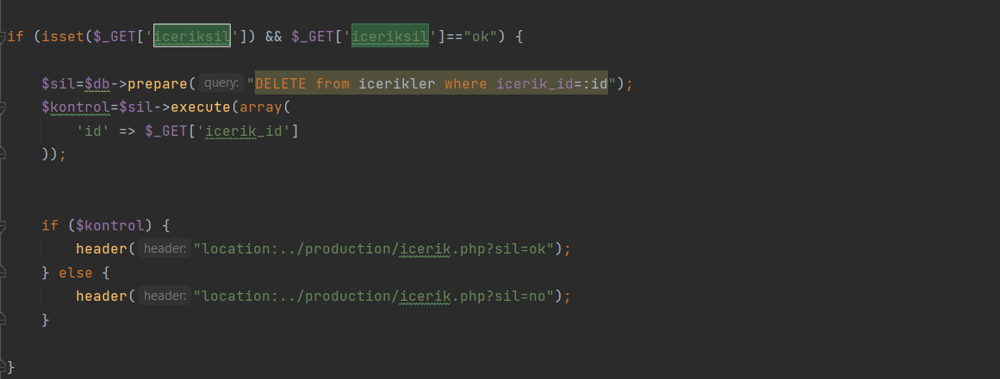 if (isset($_GET['iceriksil']) && $_GET['iceriksil']=="ok") {
$sil=$db->prepare( query: "DELETE from icerikler where icerik_id=:id");
$kontrol=$sil->execute(array(
'id' => $_GET['icerik_id']
));
if ($kontrol) {
header( header: "location:../production/icerik.php?sil=ok");
} else {
header( header: "location:../production/icerik.php?sil=no");
}
}